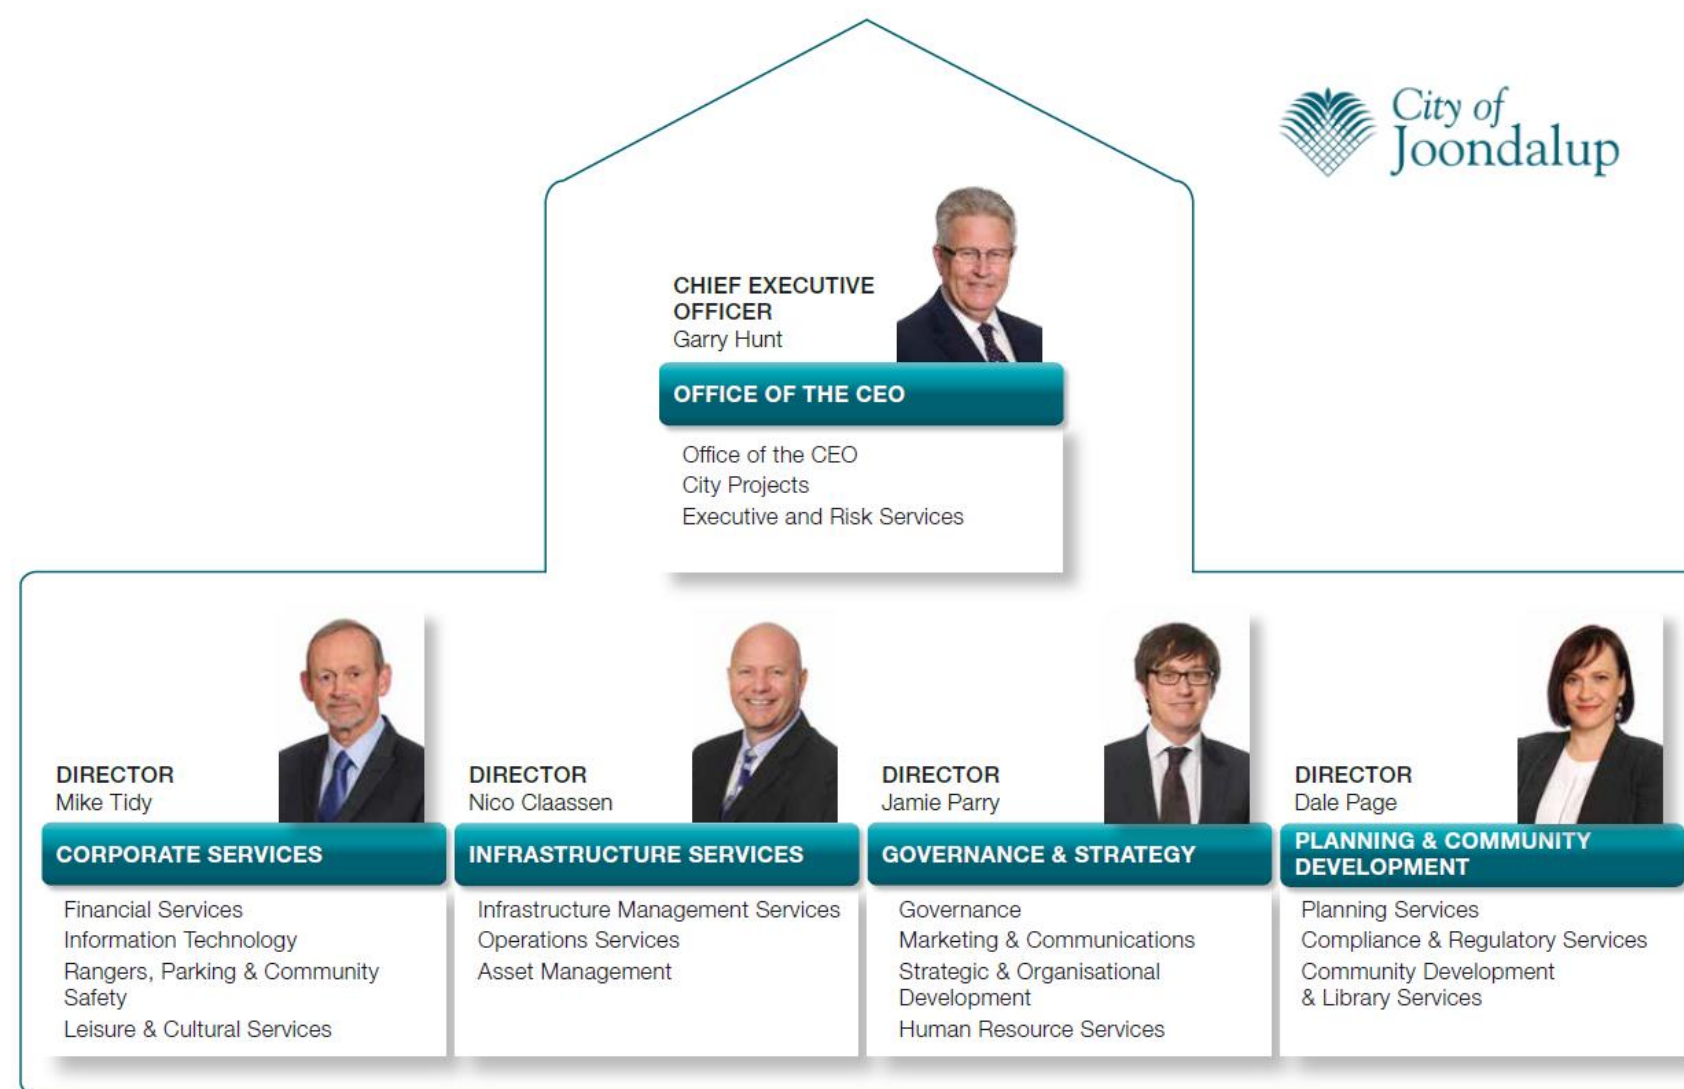 City of
Joondalup
CHIEF EXECUTIVE
OFFICER
Garry Hunt
OFFICE OF THE CEO
Office of the CEO
City Projects
Executive and Risk Services
DIRECTOR
Mike Tidy
CORPORATE SERVICES
Financial Services
Information Technology
Rangers, Parking & Community
Safety
Leisure & Cultural Services
DIRECTOR
Nico Claassen
INFRASTRUCTURE SERVICES
Infrastructure Management Services
Operations Services
Asset Management
DIRECTOR
Jamie Parry
GOVERNANCE & STRATEGY
Governance
Marketing & Communications
Strategic & Organisational
Development
Human Resource Services
DIRECTOR
Dale Page
PLANNING & COMMUNITY
DEVELOPMENT
Planning Services
Compliance & Regulatory Services
Community Development
& Library Services